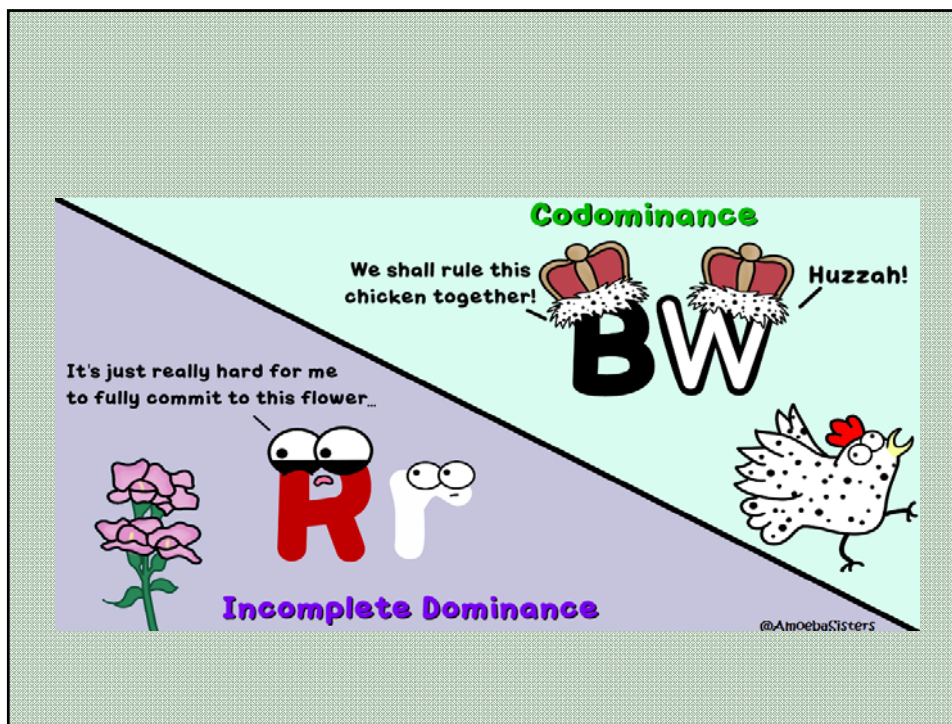 Codominance
We shall rule this
chicken together!
Huzzah!
BW
It's just really hard for me
to fully commit to this flower...
Rr
Incomplete Dominance
@AmoebaSisters